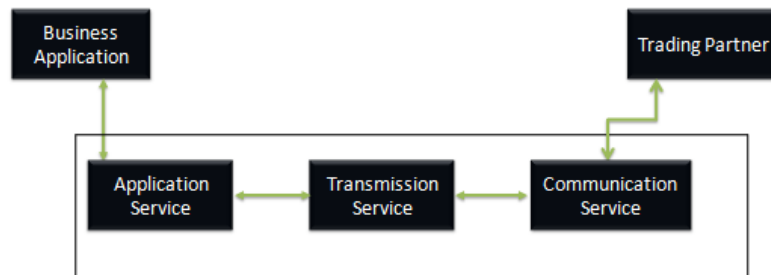 Business
Application
Trading Partner
Application
Service
Transmission
Service
Communication
Service